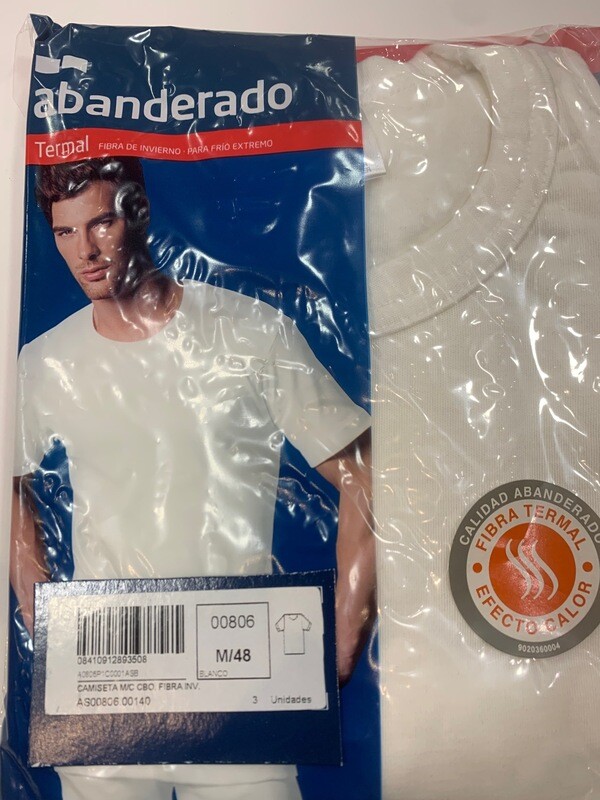 abanderado
Termal FIBRA DE INVIERNO · PARA FRÍO EXTREMO
CALIDAD ABANDERADO
FIBRA TERMAL
EFECTO CALOR
9020360004
08410912893508
00806
M/48
BLANCO
CAMISETA M/C CBO. FIBRA INV.
AS00806 00140
3 Unidades